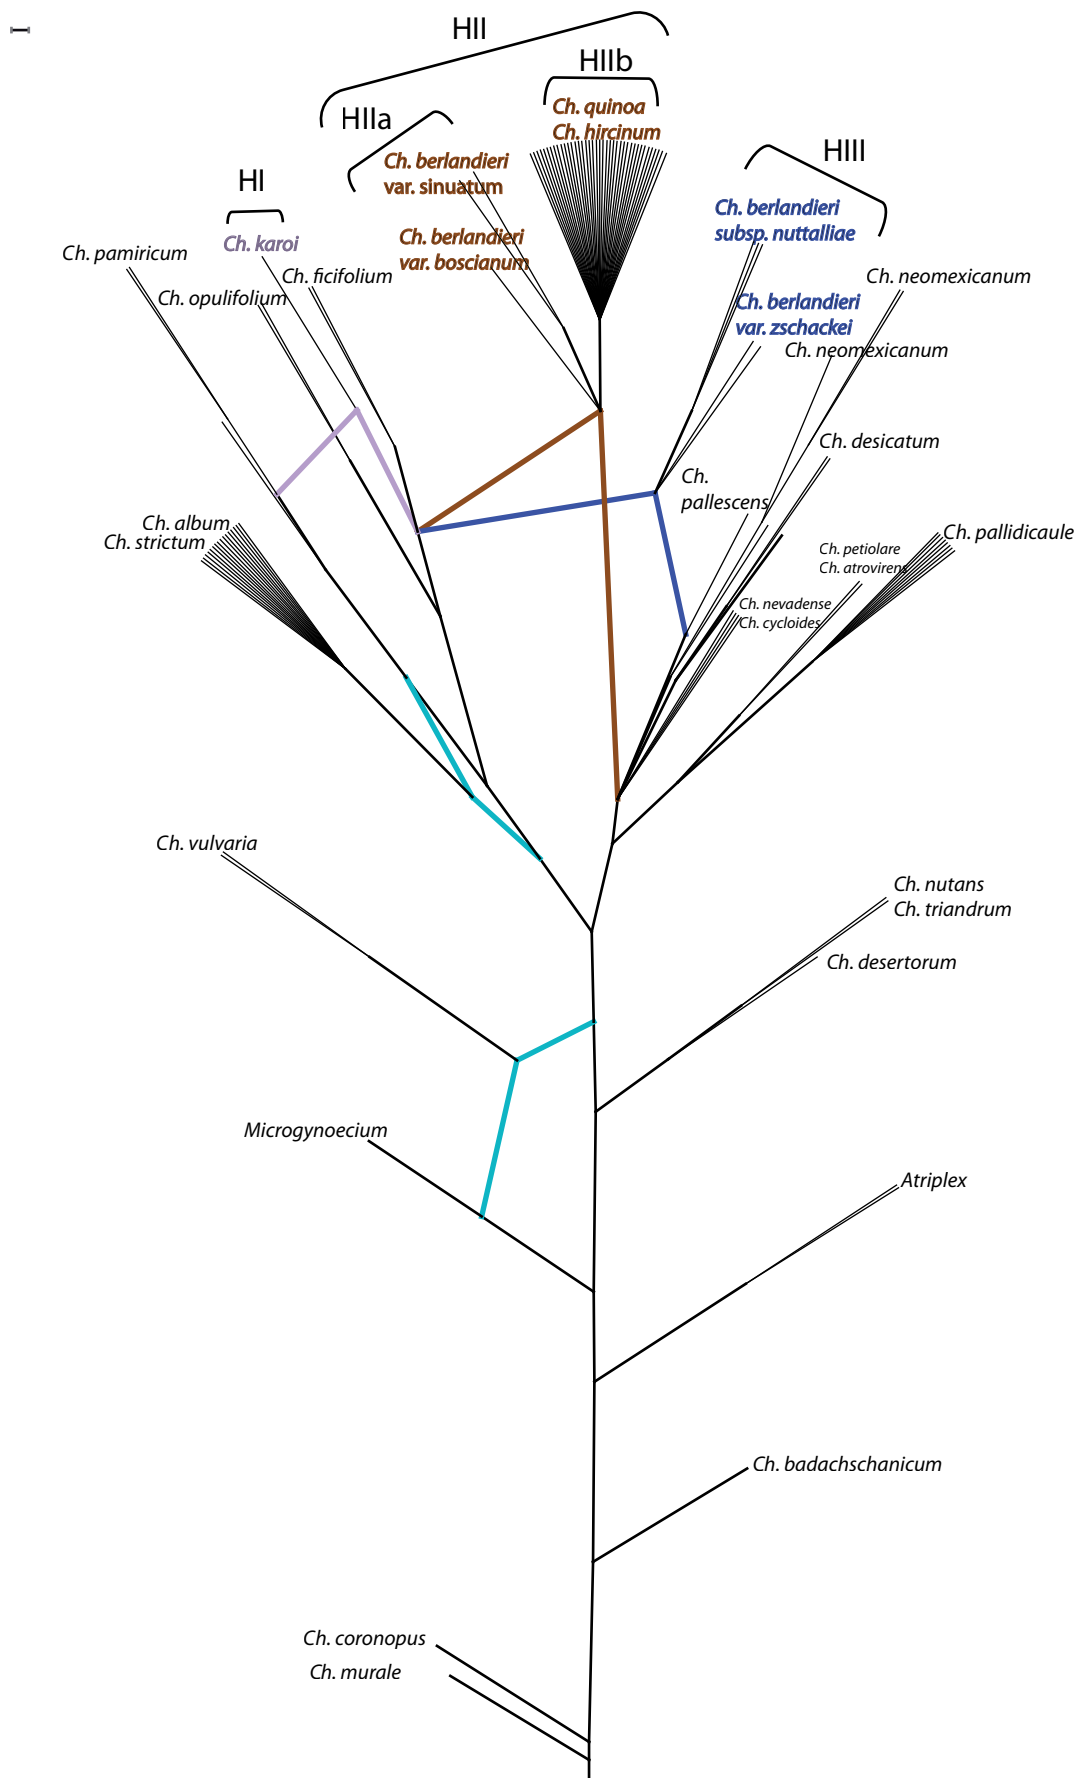 HII
HIIb
Ch. quinoa
Ch. hircinum
HIIa
Ch. berlandieri
var. sinuatum
HIII
HI
Ch. berlandieri
subsp. nuttalliae
Ch. karoi
Ch. berlandieri
var. boscianum
Ch. pamiricum
Ch. ficifolium
Ch. neomexicanum
Ch. opulifolium
Ch. berlandieri
var. zschackei
Ch. neomexicanum
Ch. desicatum
Ch.
pallescens
Ch. album
Ch. strictum
Ch. pallidicaule
Ch. petiolare
Ch. atrovirens
Ch. nevadense
Ch. cycloides
Ch. vulvaria
Ch. nutans
Ch. triandrum
Ch. desertorum
Microgynoecium
Atriplex
Ch. badachschanicum
Ch. coronopus
Ch. murale